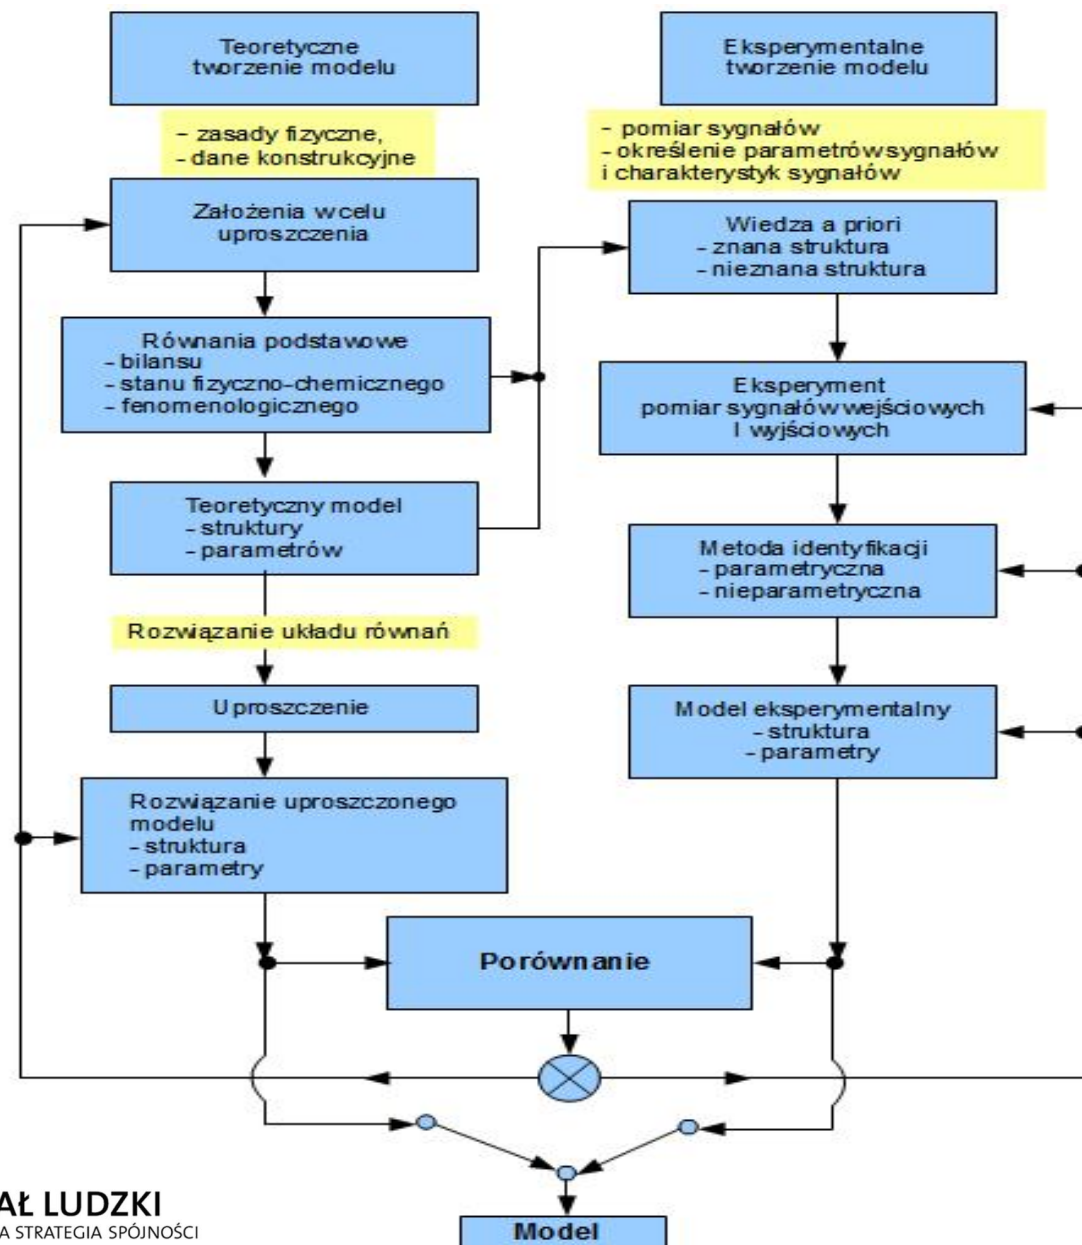 Teoretyczne
tworzenie modelu
- zasady fizyczne,
- dane konstrukcyjne
Założenia w celu
uproszczenia
Równania podstawowe
- bilansu
- stanu fizyczno-chemicznego
- fenomenologicznego
Teoretyczny model
- struktury
- parametrów
Rozwiązanie układu równań
Uproszczenie
Rozwiązanie uproszczonego
modelu
- struktura
- parametry
Eksperymentalne
tworzenie modelu
- pomiar sygnałów
- określenie parametrów sygnałów
i charakterystyk sygnałów
Wiedza a priori
- znana struktura
- nieznana struktura
Eksperyment
pomiar sygnałów wejściowych
I wyjściowych
Metoda identyfikacji
- parametryczna
- nieparametryczna
Model eksperymentalny
- struktura
- parametry
Porównanie
Model
AŁ LUDZKI
A STRATEGIA SPÓJNOŚCI